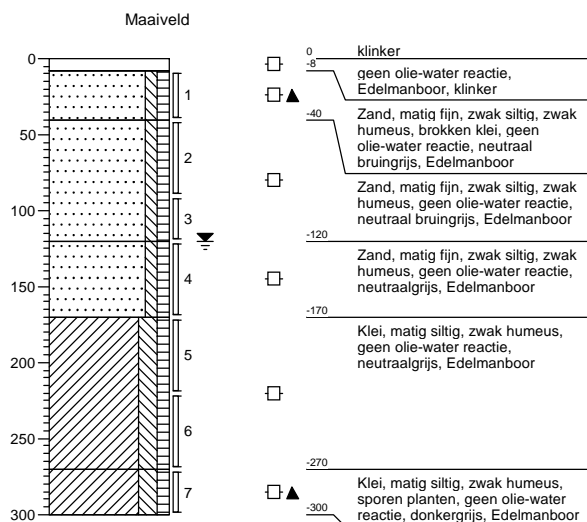 Maaiveld
0
50
100
150
200
250
300
1
2
3
4
5
6
7
0
klinker
-8
geen olie-water reactie,
Edelmanboor, klinker
-40
Zand, matig fijn, zwak siltig, zwak
humeus, brokken klei, geen
olie-water reactie, neutraal
bruingrijs, Edelmanboor
Zand, matig fijn, zwak siltig, zwak
humeus, geen olie-water reactie,
neutraal bruingrijs, Edelmanboor
-120
Zand, matig fijn, zwak siltig, zwak
humeus, geen olie-water reactie,
neutraalgrijs, Edelmanboor
-170
Klei, matig siltig, zwak humeus,
geen olie-water reactie,
neutraalgrijs, Edelmanboor
-270
Klei, matig siltig, zwak humeus,
sporen planten, geen olie-water
reactie, donkergrijs, Edelmanboor
-300